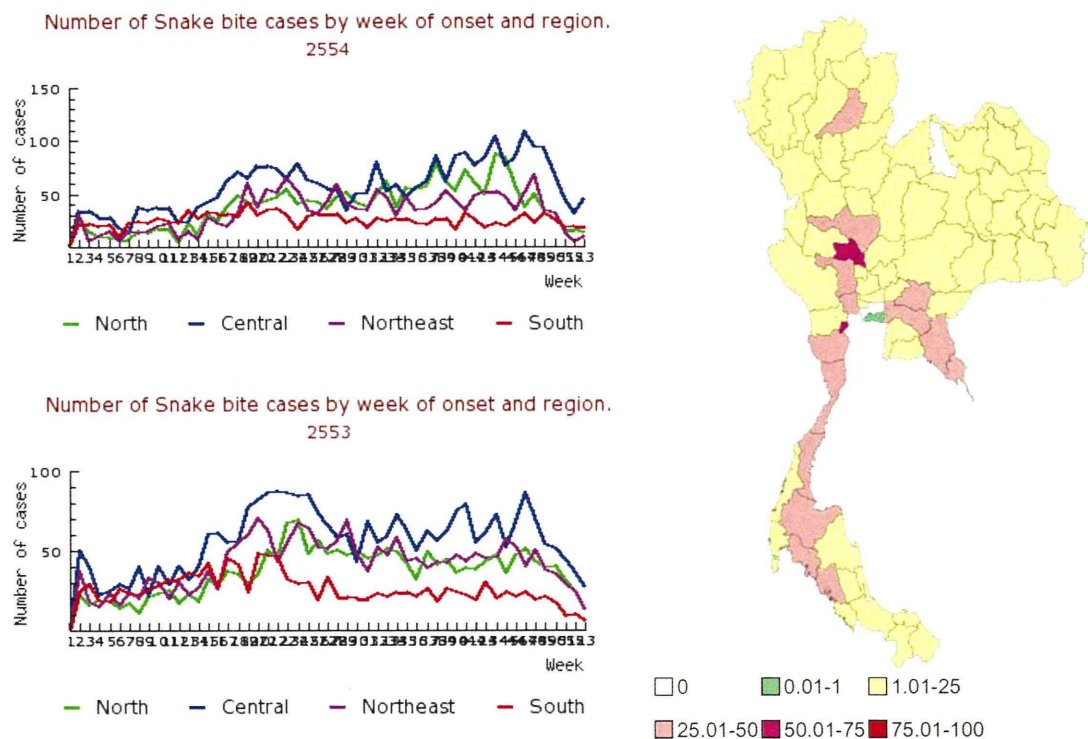 Number of Snake bite cases by week of onset and region.
2554
150
100
50
Number of cases
Week
North Central Northeast South
Number of Snake bite cases by week of onset and region.
2553
100
50
Number of cases
Week
North Central Northeast South
0 0.01-1 1.01-25
25.01-50 50.01-75 75.01-100